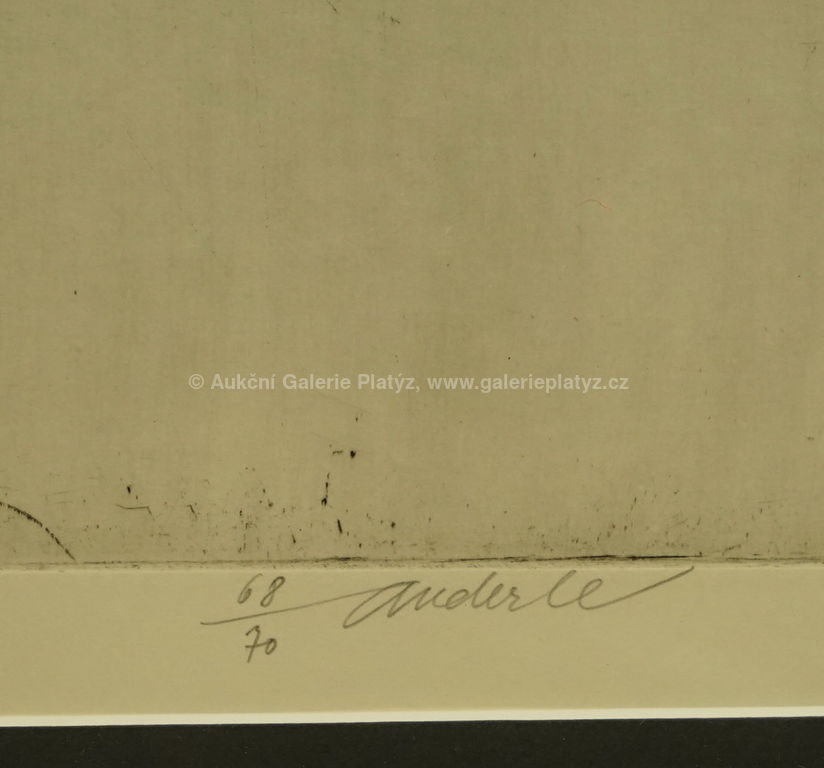 © Aukční Galerie Platýz, www.galerieplatyz.cz
68 Anderle
70